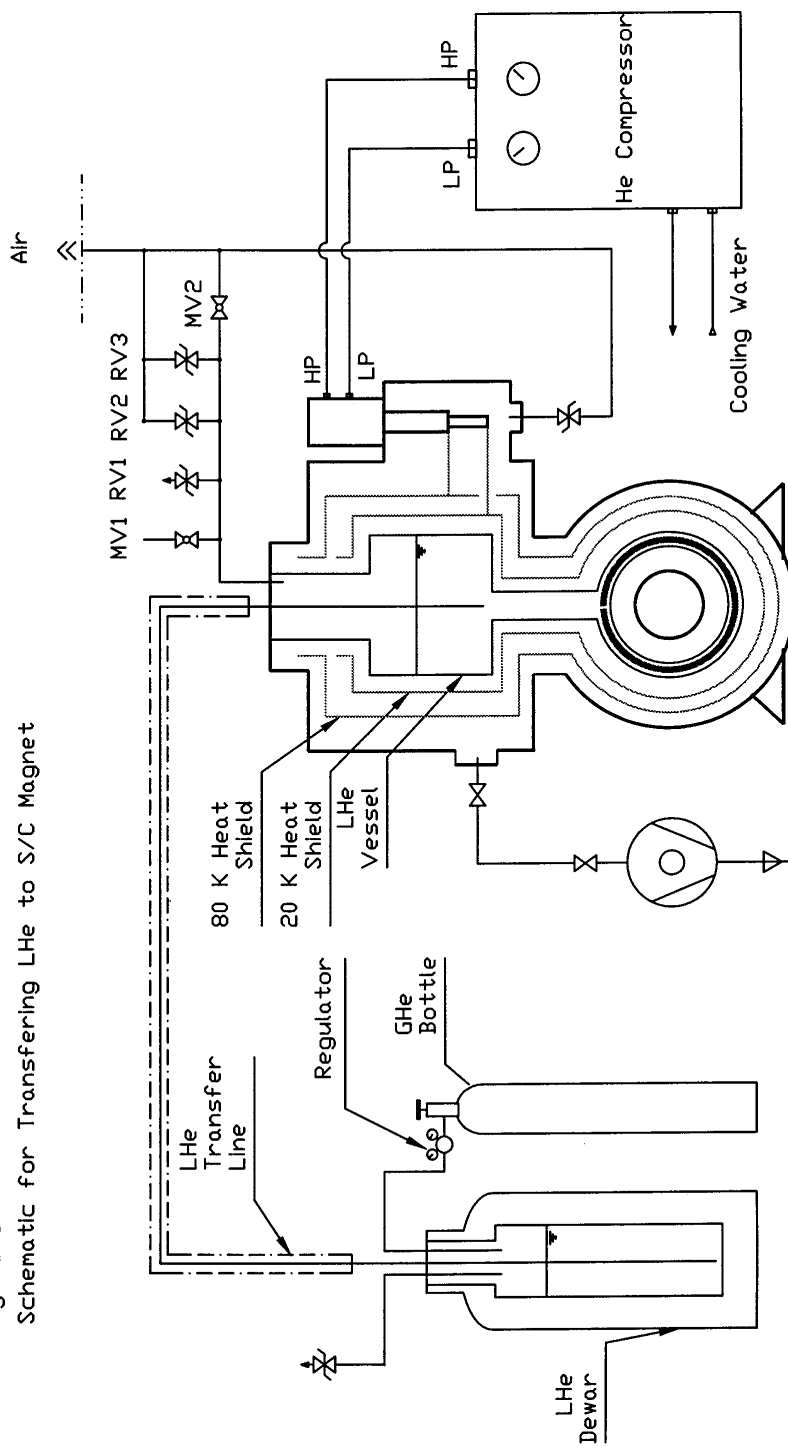 Schematic for Transfering LHe to S/C Magnet
Air
MV1 RV1 RV2 RV3
MV2
HP
LP
HP
LP
He Compressor
Cooling Water
80 K Heat
Shield
20 K Heat
Shield
LHe
Vessel
LHe
Transfer
Line
Regulator
GHe
Bottle
LHe
Dewar